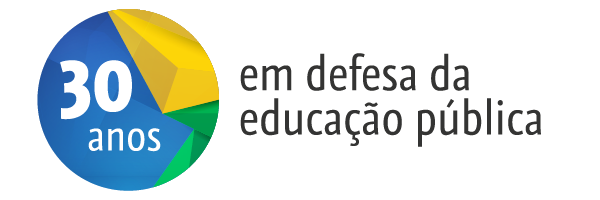 30
anos
em defesa da
educação pública